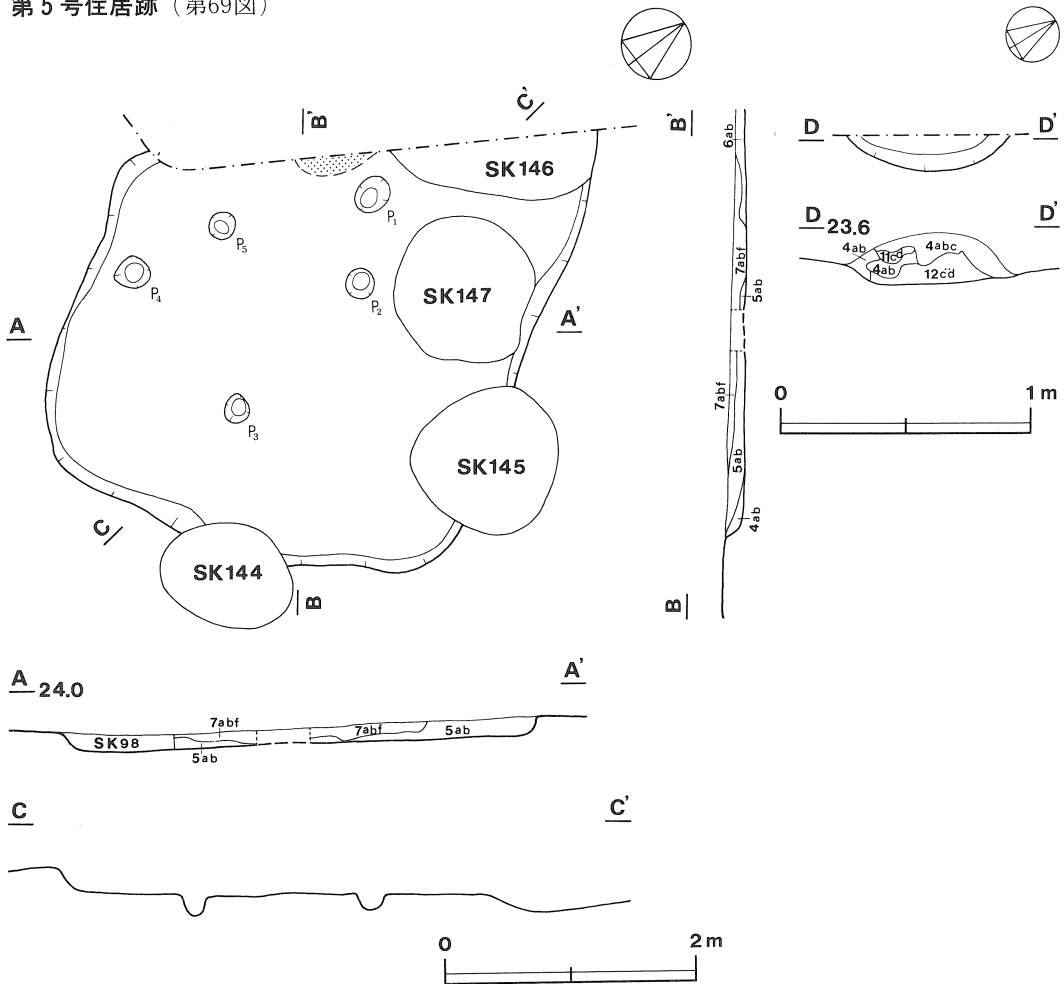 第5号住居跡（第69図）
B'
C'
SK146
P₁
P₅
P₂
P₄
SK147
A
A'
P₃
SK145
C
SK144
B
B'
6ab
7abf
5ab
7abf
5ab
4ab
B
D
D'
D 23.6
D'
4ab
11cd
4abc
4ab
12cd
0
1m
A 24.0
A'
7abf
7abf
5ab
SK98
5ab
C
C'
0
2m